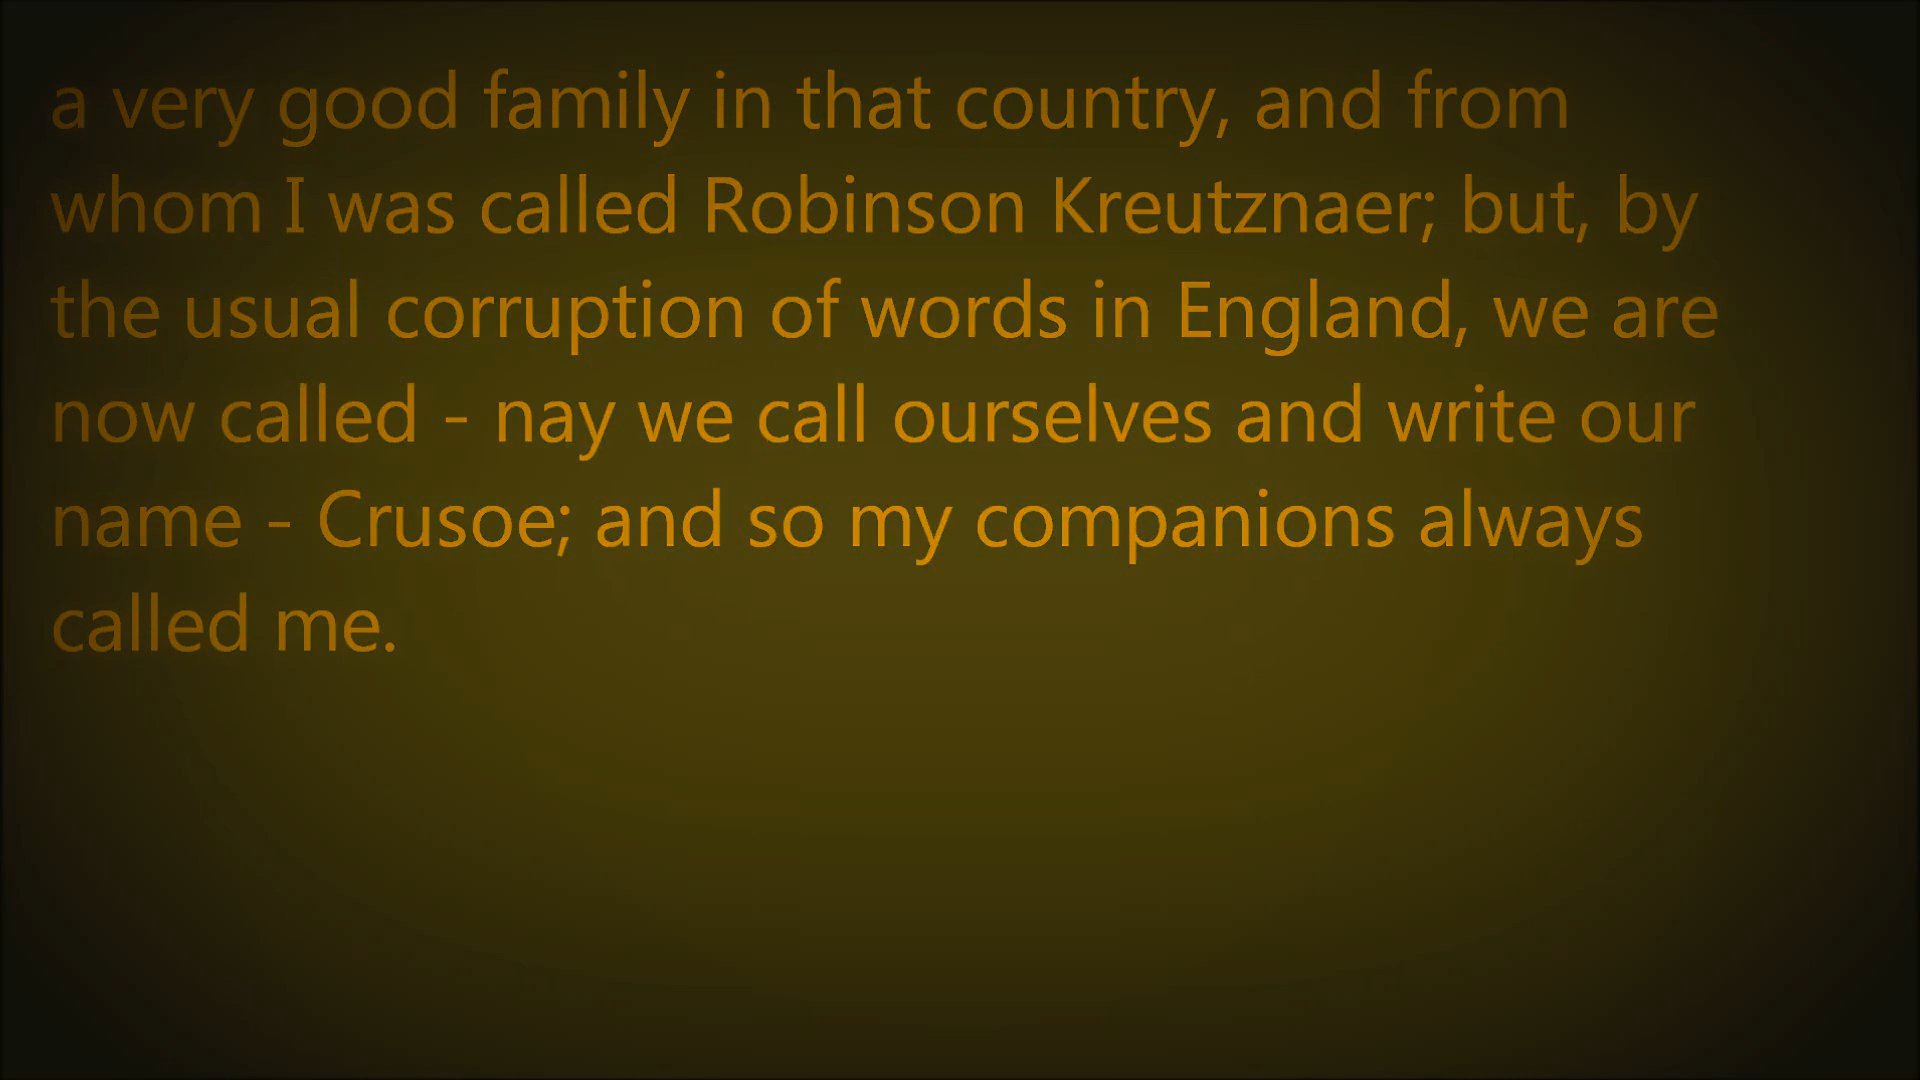 a very good family in that country, and from
whom I was called Robinson Kreutznaer; but, by
the usual corruption of words in England, we are
now called - nay we call ourselves and write our
name - Crusoe; and so my companions always
called me.